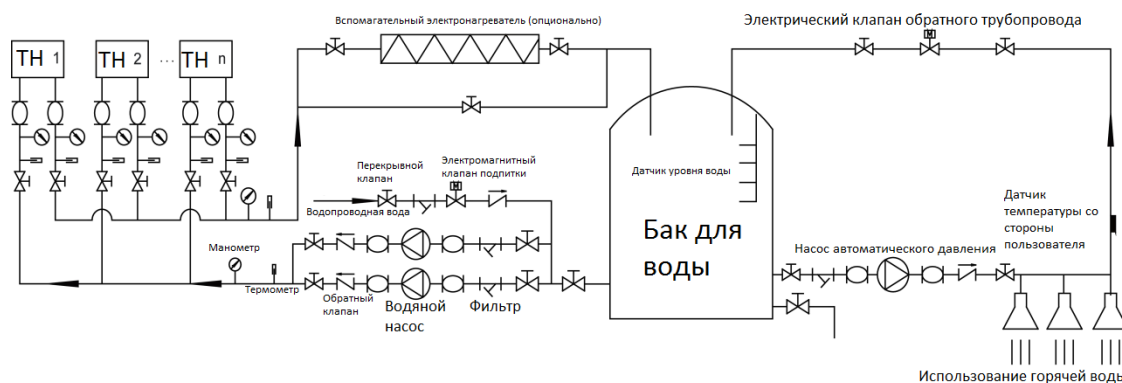 Вспомагательный электронагреватель (опционально)
Электрический клапан обратного трубопровода
ТН 1
ТН 2
...
ТН n
Перекрывной
клапан
Электромагнитный
клапан подпитки
Водопроводная вода
Датчик уровня воды
Бак для
воды
Датчик
температуры со
стороны
пользователя
Насос автоматического давления
Манометр
Термометр
Обратный
клапан
Водяной
насос
Фильтр
Использование горячей воды